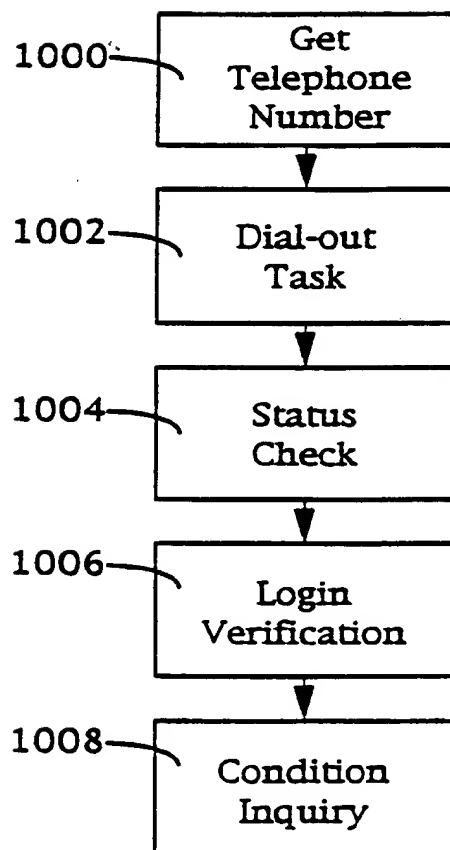 1000
Get
Telephone
Number
1002
Dial-out
Task
1004
Status
Check
1006
Login
Verification
1008
Condition
Inquiry